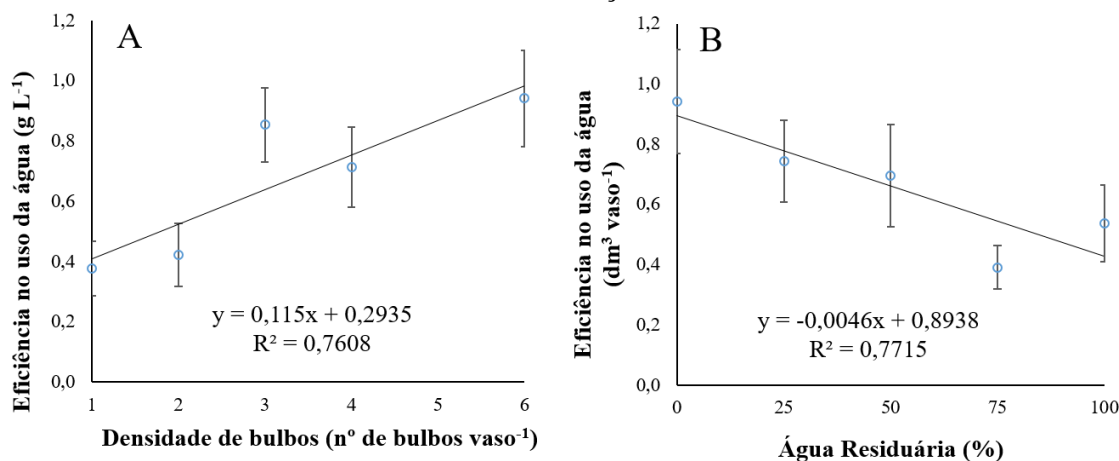 A
Eficiência no uso da água (g L⁻¹)
1,2
1,0
0,8
0,6
0,4
0,2
0,0
y = 0,115x + 0,2935
R² = 0,7608
1 2 3 4 5 6
Densidade de bulbos (nº de bulbos vaso⁻¹)
B
Eficiência no uso da água
(dm³ vaso⁻¹)
1,2
1,0
0,8
0,6
0,4
0,2
0,0
y = -0,0046x + 0,8938
R² = 0,7715
0 25 50 75 100
Água Residuária (%)